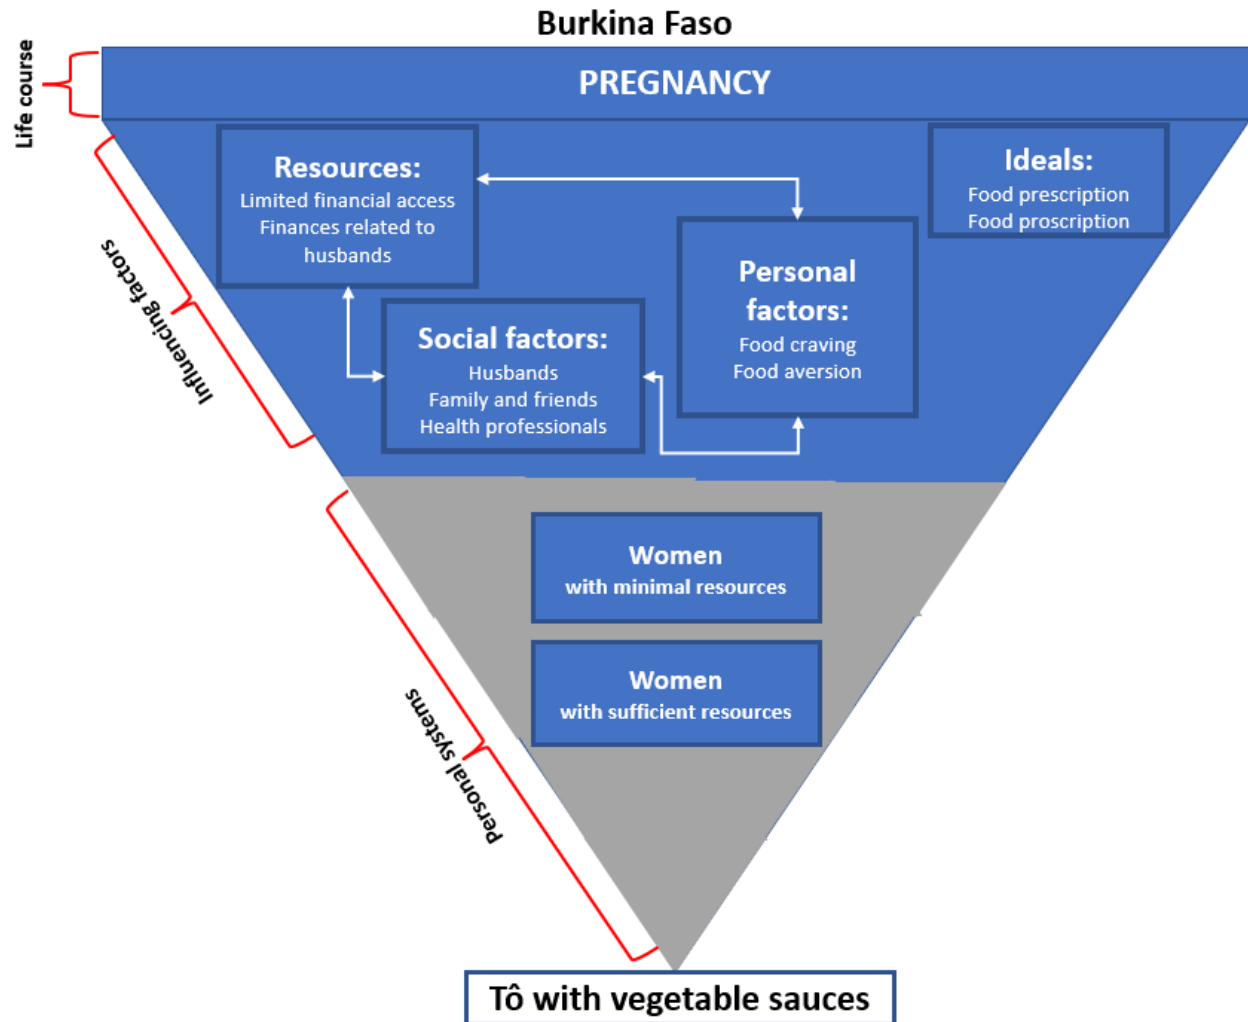 Burkina Faso
Life course
PREGNANCY
Influencing factors
Resources:
Limited financial access
Finances related to
husbands
Ideals:
Food prescription
Food proscription
Personal
factors:
Food craving
Food aversion
Social factors:
Husbands
Family and friends
Health professionals
Personal systems
Women
with minimal resources
Women
with sufficient resources
Tô with vegetable sauces